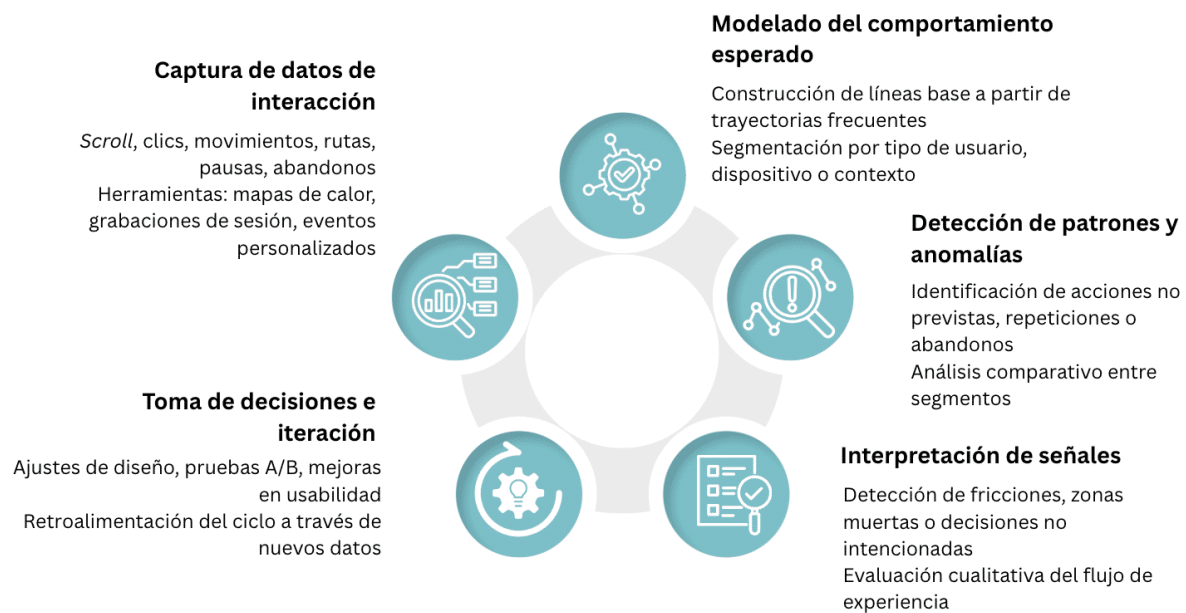 Captura de datos de
interacción
Scroll, clics, movimientos, rutas,
pausas, abandonos
Herramientas: mapas de calor,
grabaciones de sesión, eventos
personalizados
Modelado del comportamiento
esperado
Construcción de líneas base a partir de
trayectorias frecuentes
Segmentación por tipo de usuario,
dispositivo o contexto
Detección de patrones y
anomalías
Identificación de acciones no
previstas, repeticiones o
abandonos
Análisis comparativo entre
segmentos
Interpretación de señales
Detección de fricciones, zonas
muertas o decisiones no
intencionadas
Evaluación cualitativa del flujo de
experiencia
Toma de decisiones e
iteración
Ajustes de diseño, pruebas A/B, mejoras
en usabilidad
Retroalimentación del ciclo a través de
nuevos datos